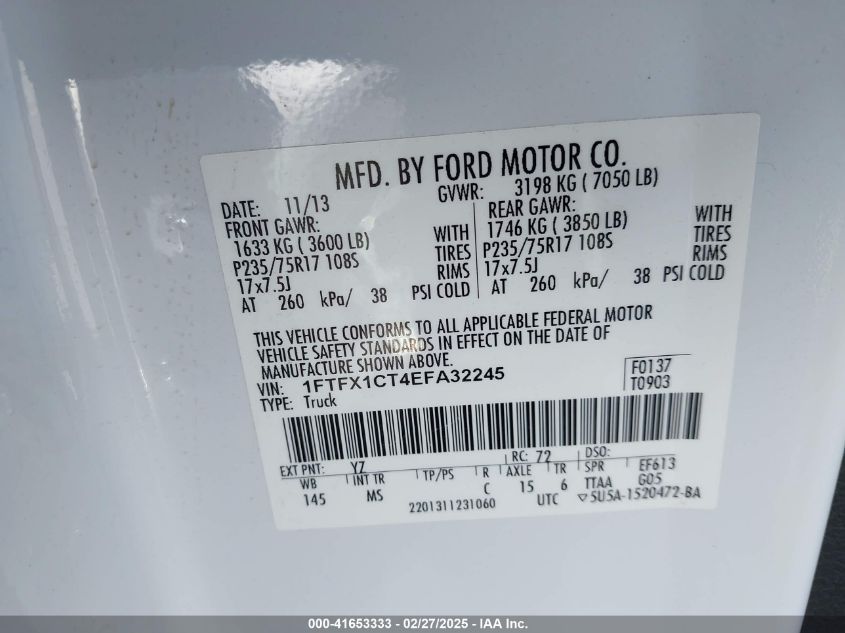 MFD. BY FORD MOTOR CO.
DATE: 11/13 GVWR: 3198 KG ( 7050 LB)
FRONT GAWR: REAR GAWR:
1633 KG ( 3600 LB) WITH 1746 KG ( 3850 LB) WITH
P235/75R17 108S TIRES P235/75R17 108S TIRES
17x7.5J RIMS 17x7.5J RIMS
AT 260 kPa/ 38 PSI COLD AT 260 kPa/ 38 PSI COLD
THIS VEHICLE CONFORMS TO ALL APPLICABLE FEDERAL MOTOR
VEHICLE SAFETY STANDARDS IN EFFECT ON THE DATE OF
MANUFACTURE SHOWN ABOVE.
VIN: 1FTFX1CT4EFA32245 F0137
TYPE: Truck T0903
EXT PNT: YZ RC: 72 DSO:
WB INT TR TP/PS R AXLE TR SPR EF613
145 MS C 15 6 TTAA G05
2201311231060 UTC ▽5U5A-1520472-BA
000-41653333 - 02/27/2025 - IAA Inc.